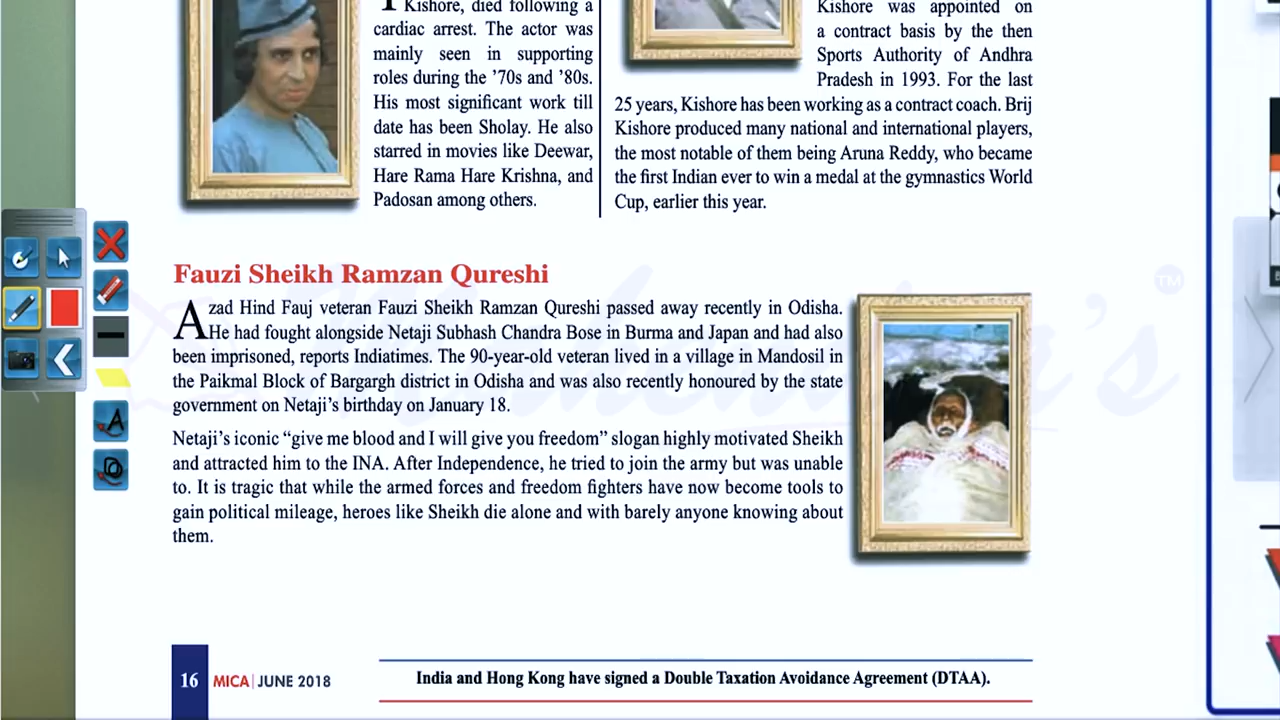 Kishore, died following a
cardiac arrest. The actor was
mainly seen in supporting
roles during the ’70s and ’80s.
His most significant work till
date has been Sholay. He also
starred in movies like Deewar,
Hare Rama Hare Krishna, and
Padosan among others.
Kishore was appointed on
a contract basis by the then
Sports Authority of Andhra
Pradesh in 1993. For the last
25 years, Kishore has been working as a contract coach. Brij
Kishore produced many national and international players,
the most notable of them being Aruna Reddy, who became
the first Indian ever to win a medal at the gymnastics World
Cup, earlier this year.
Fauzi Sheikh Ramzan Qureshi
Azad Hind Fauj veteran Fauzi Sheikh Ramzan Qureshi passed away recently in Odisha.
He had fought alongside Netaji Subhash Chandra Bose in Burma and Japan and had also
been imprisoned, reports Indiatimes. The 90-year-old veteran lived in a village in Mandosil in
the Paikmal Block of Bargargh district in Odisha and was also recently honoured by the state
government on Netaji’s birthday on January 18.
Netaji’s iconic “give me blood and I will give you freedom” slogan highly motivated Sheikh
and attracted him to the INA. After Independence, he tried to join the army but was unable
to. It is tragic that while the armed forces and freedom fighters have now become tools to
gain political mileage, heroes like Sheikh die alone and with barely anyone knowing about
them.
16 MICA | JUNE 2018
India and Hong Kong have signed a Double Taxation Avoidance Agreement (DTAA).
TM